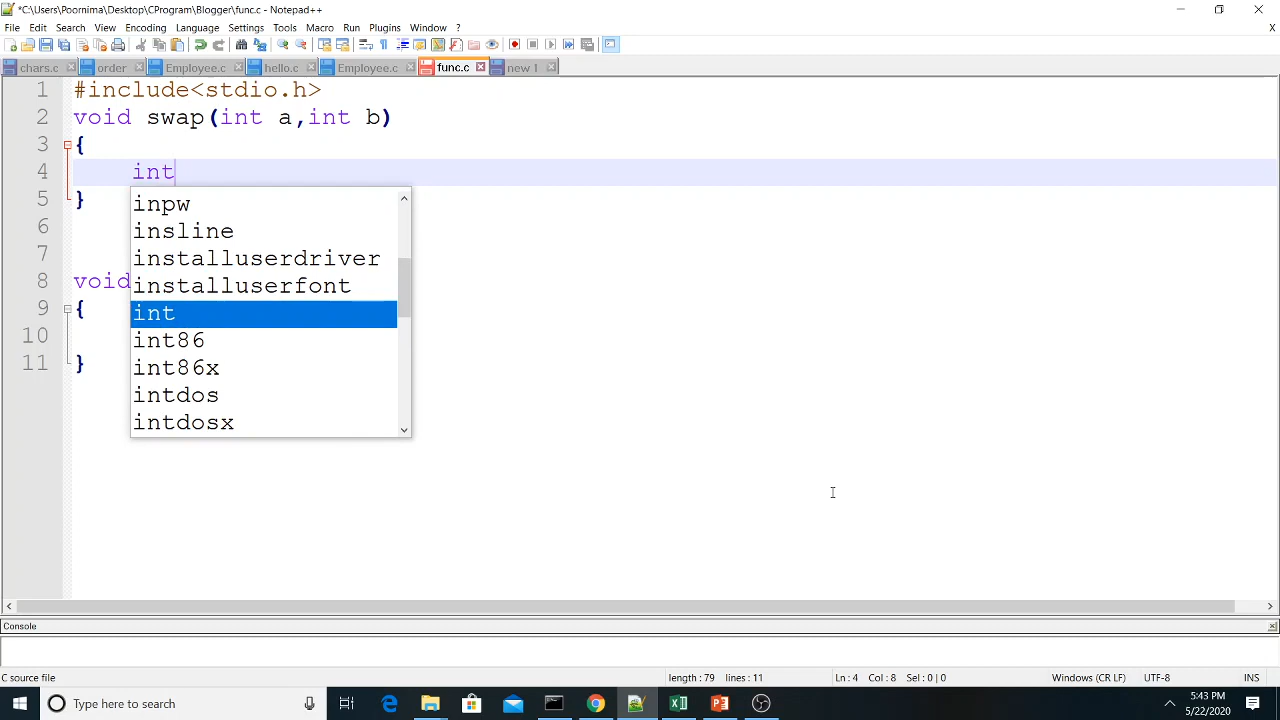 *C:\Users\Poornima\Desktop\CProgram\Blogger\func.c - Notepad++
File Edit Search View Encoding Language Settings Tools Macro Run Plugins Window ? X
chars.c order Employee.c hello.c Employee.c func.c new 1
1 #include<stdio.h>
2 void swap(int a,int b)
3 {
4 int
5 }
6
7
8 void
9 {
10
11 }
inpw
insline
installuserdriver
installuserfont
int
int86
int86x
intdos
intdosx
Console
C source file length : 79 lines : 11 Ln : 4 Col : 8 Sel : 0 | 0 Windows (CR LF) UTF-8 INS
Type here to search
5:43 PM
5/22/2020